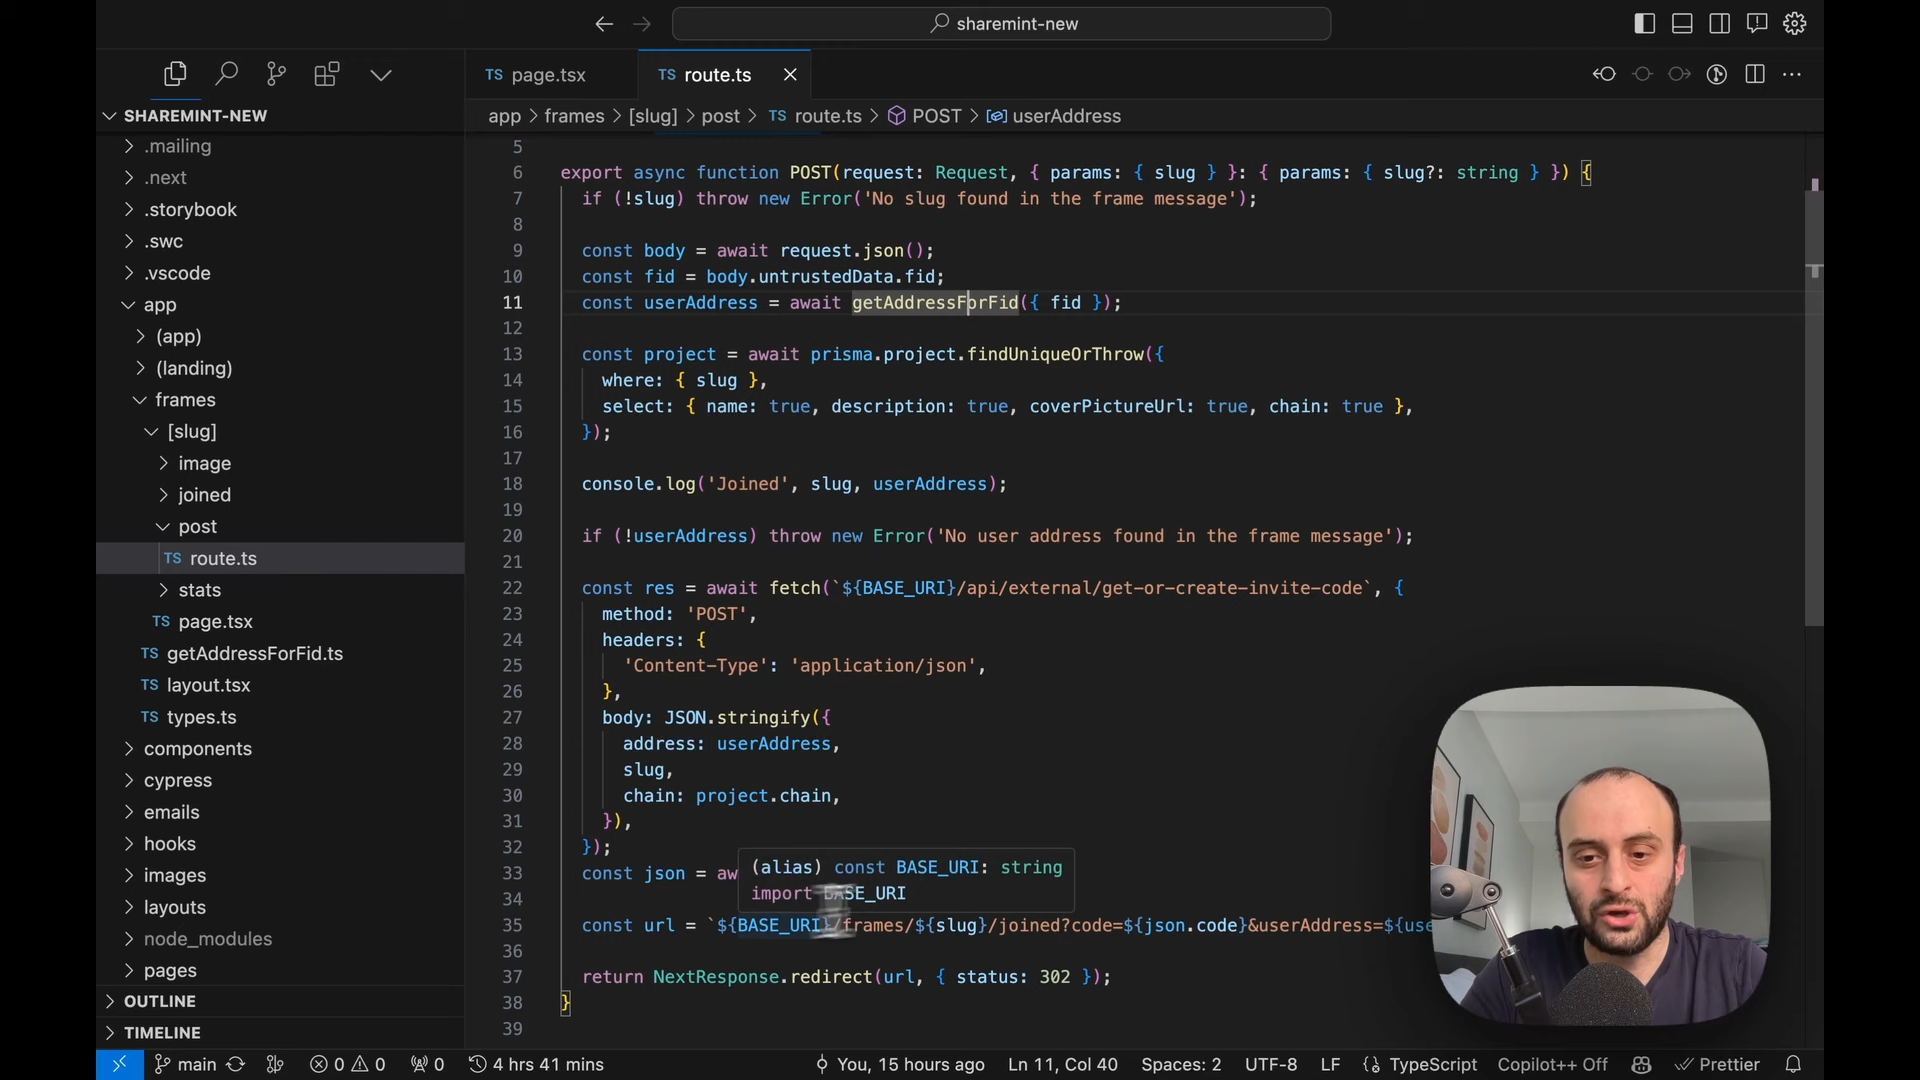 sharemint-new
TS page.tsx
TS route.ts
SHAREMINT-NEW
app > frames > [slug] > post > TS route.ts > POST > userAddress
.mailing
.next
.storybook
.swc
.vscode
app
(app)
(landing)
frames
[slug]
image
joined
post
TS route.ts
stats
TS page.tsx
TS getAddressForFid.ts
TS layout.tsx
TS types.ts
components
cypress
emails
hooks
images
layouts
node_modules
pages
OUTLINE
TIMELINE
5
6 export async function POST(request: Request, { params: { slug } }: { params: { slug?: string } }) {
7 if (!slug) throw new Error('No slug found in the frame message');
8
9 const body = await request.json();
10 const fid = body.untrustedData.fid;
11 const userAddress = await getAddressForFid({ fid });
12
13 const project = await prisma.project.findUniqueOrThrow({
14 where: { slug },
15 select: { name: true, description: true, coverPictureUrl: true, chain: true },
16 });
17
18 console.log('Joined', slug, userAddress);
19
20 if (!userAddress) throw new Error('No user address found in the frame message');
21
22 const res = await fetch(`${BASE_URI}/api/external/get-or-create-invite-code`, {
23 method: 'POST',
24 headers: {
25 'Content-Type': 'application/json',
26 },
27 body: JSON.stringify({
28 address: userAddress,
29 slug,
30 chain: project.chain,
31 }),
32 });
33 const json = aw
(alias) const BASE_URI: string
import BASE_URI
34
35 const url = `${BASE_URI}/frames/${slug}/joined?code=${json.code}&userAddress=${use
36
37 return NextResponse.redirect(url, { status: 302 });
38 }
39
main 0 0 0 4 hrs 41 mins You, 15 hours ago Ln 11, Col 40 Spaces: 2 UTF-8 LF {} TypeScript Copilot++ Off Prettier